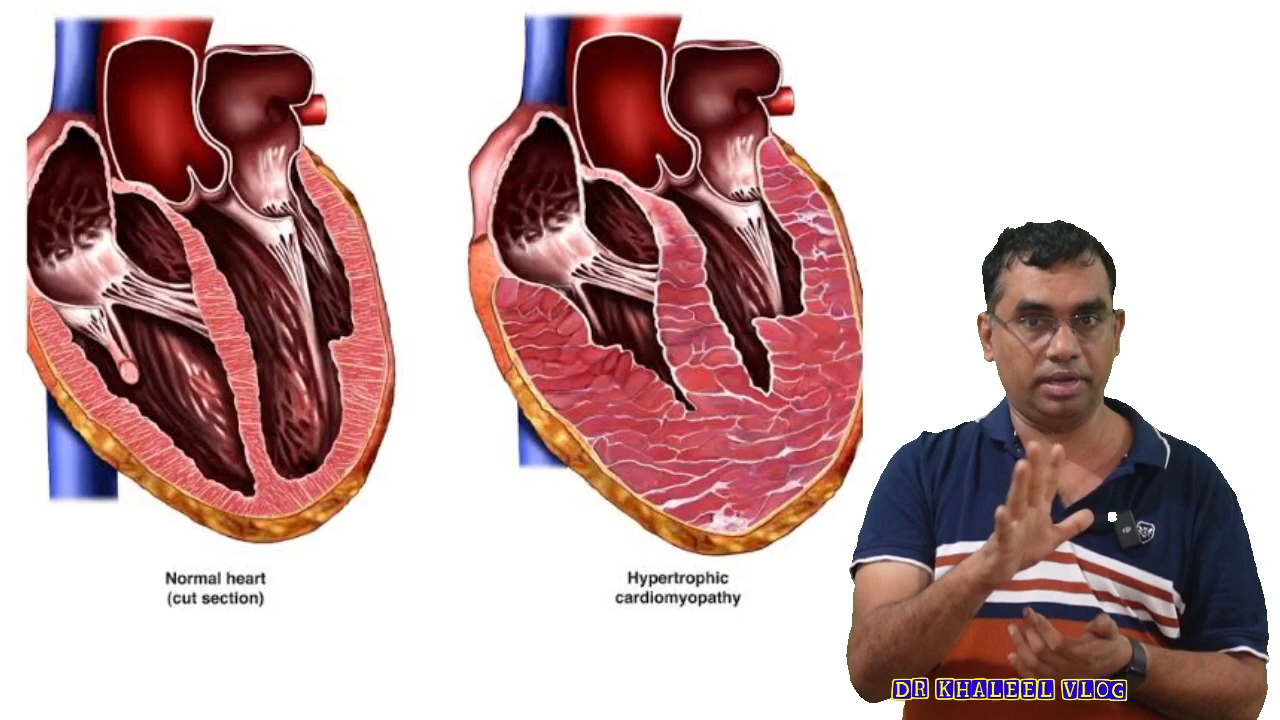 Normal heart
(cut section)
Hypertrophic
cardiomyopathy
DR KHALEEL VLOG